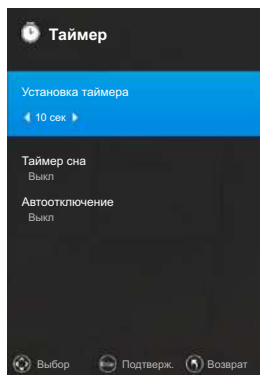 Таймер
Установка таймера
10 сек
Таймер сна
Выкл
Автоотключение
Выкл
Выбор Подтверж. Возврат